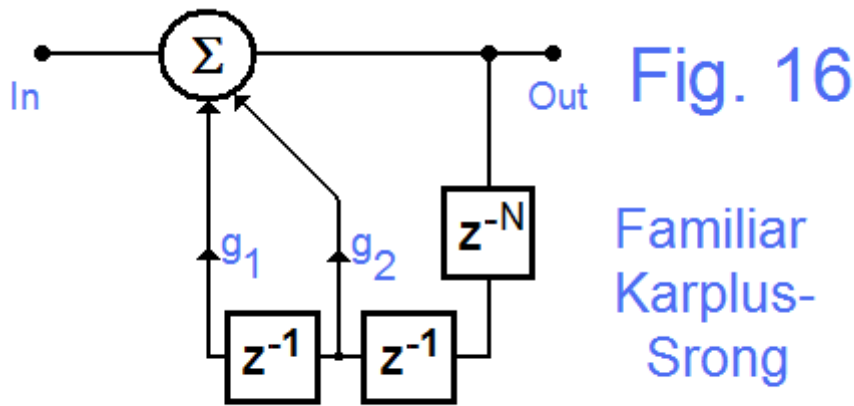 Σ
In
Out
Fig. 16
g₁
g₂
z⁻ᴺ
z⁻¹
z⁻¹
Familiar
Karplus-
Srong